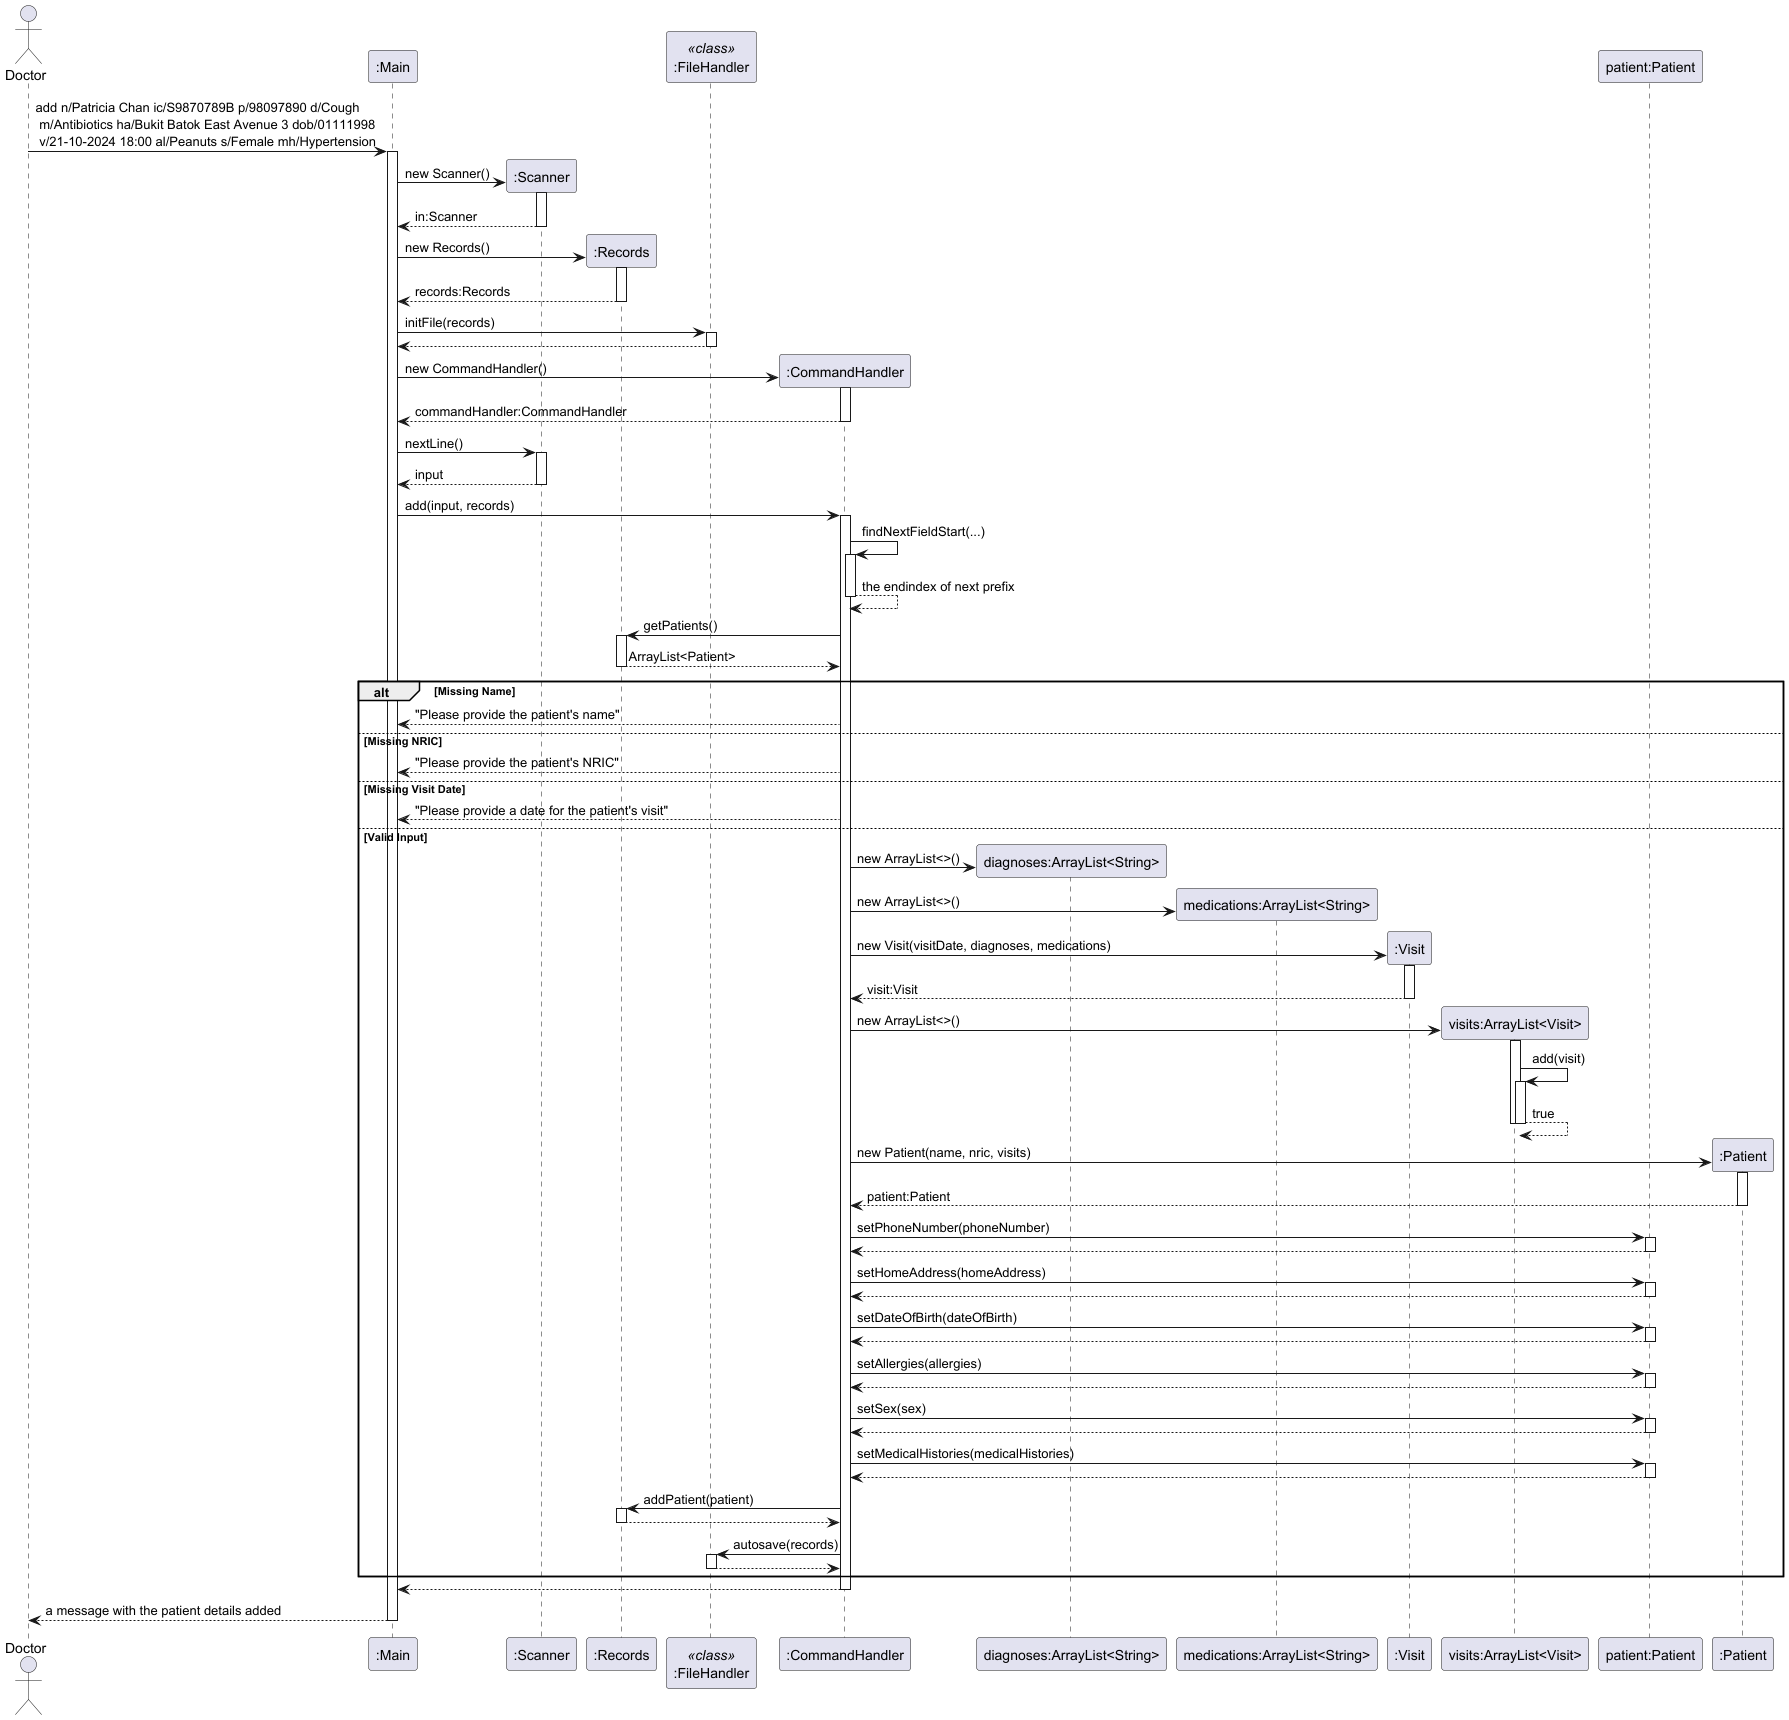 Doctor
:Main
«class»
:FileHandler
patient:Patient
add n/Patricia Chan ic/S9870789B p/98097890 d/Cough
m/Antibiotics ha/Bukit Batok East Avenue 3 dob/01111998
v/21-10-2024 18:00 al/Peanuts s/Female mh/Hypertension
new Scanner()
:Scanner
in:Scanner
new Records()
:Records
records:Records
initFile(records)
new CommandHandler()
:CommandHandler
commandHandler:CommandHandler
nextLine()
input
add(input, records)
findNextFieldStart(...)
the endindex of next prefix
getPatients()
ArrayList<Patient>
alt [Missing Name]
"Please provide the patient's name"
[Missing NRIC]
"Please provide the patient's NRIC"
[Missing Visit Date]
"Please provide a date for the patient's visit"
[Valid Input]
new ArrayList<>()
diagnoses:ArrayList<String>
new ArrayList<>()
medications:ArrayList<String>
new Visit(visitDate, diagnoses, medications)
:Visit
visit:Visit
new ArrayList<>()
visits:ArrayList<Visit>
add(visit)
true
new Patient(name, nric, visits)
:Patient
patient:Patient
setPhoneNumber(phoneNumber)
setHomeAddress(homeAddress)
setDateOfBirth(dateOfBirth)
setAllergies(allergies)
setSex(sex)
setMedicalHistories(medicalHistories)
addPatient(patient)
autosave(records)
a message with the patient details added
Doctor
:Main
:Scanner
:Records
«class»
:FileHandler
:CommandHandler
diagnoses:ArrayList<String>
medications:ArrayList<String>
:Visit
visits:ArrayList<Visit>
patient:Patient
:Patient